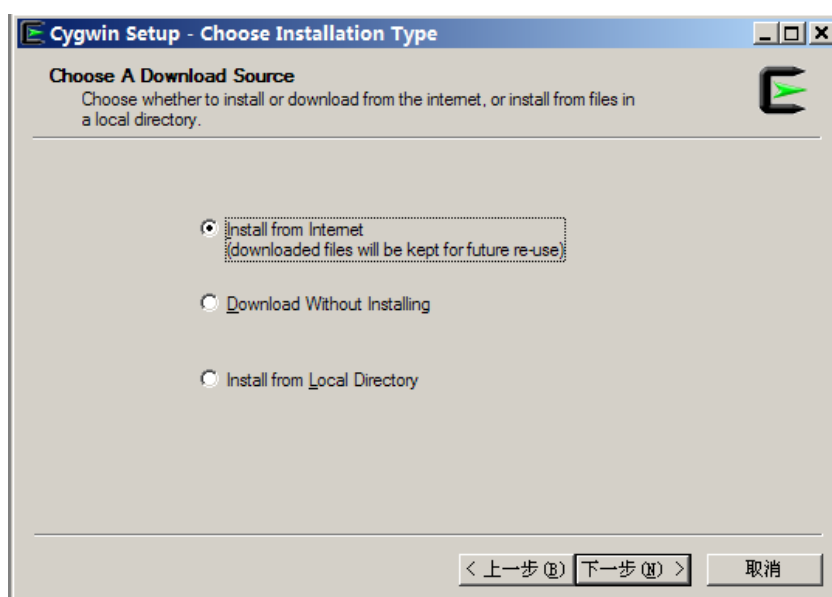 Cygwin Setup - Choose Installation Type
Choose A Download Source
Choose whether to install or download from the internet, or install from files in
a local directory.
Install from Internet
(downloaded files will be kept for future re-use)
Download Without Installing
Install from Local Directory
< 上一步(B) 下一步(N) > 取消